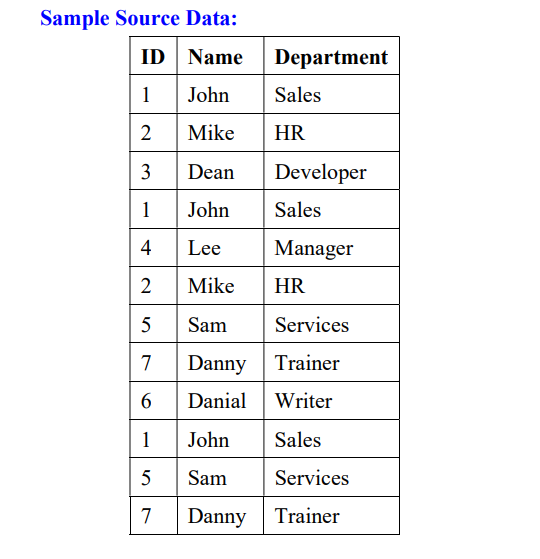 Sample Source Data:
ID Name Department
1 John Sales
2 Mike HR
3 Dean Developer
1 John Sales
4 Lee Manager
2 Mike HR
5 Sam Services
7 Danny Trainer
6 Danial Writer
1 John Sales
5 Sam Services
7 Danny Trainer